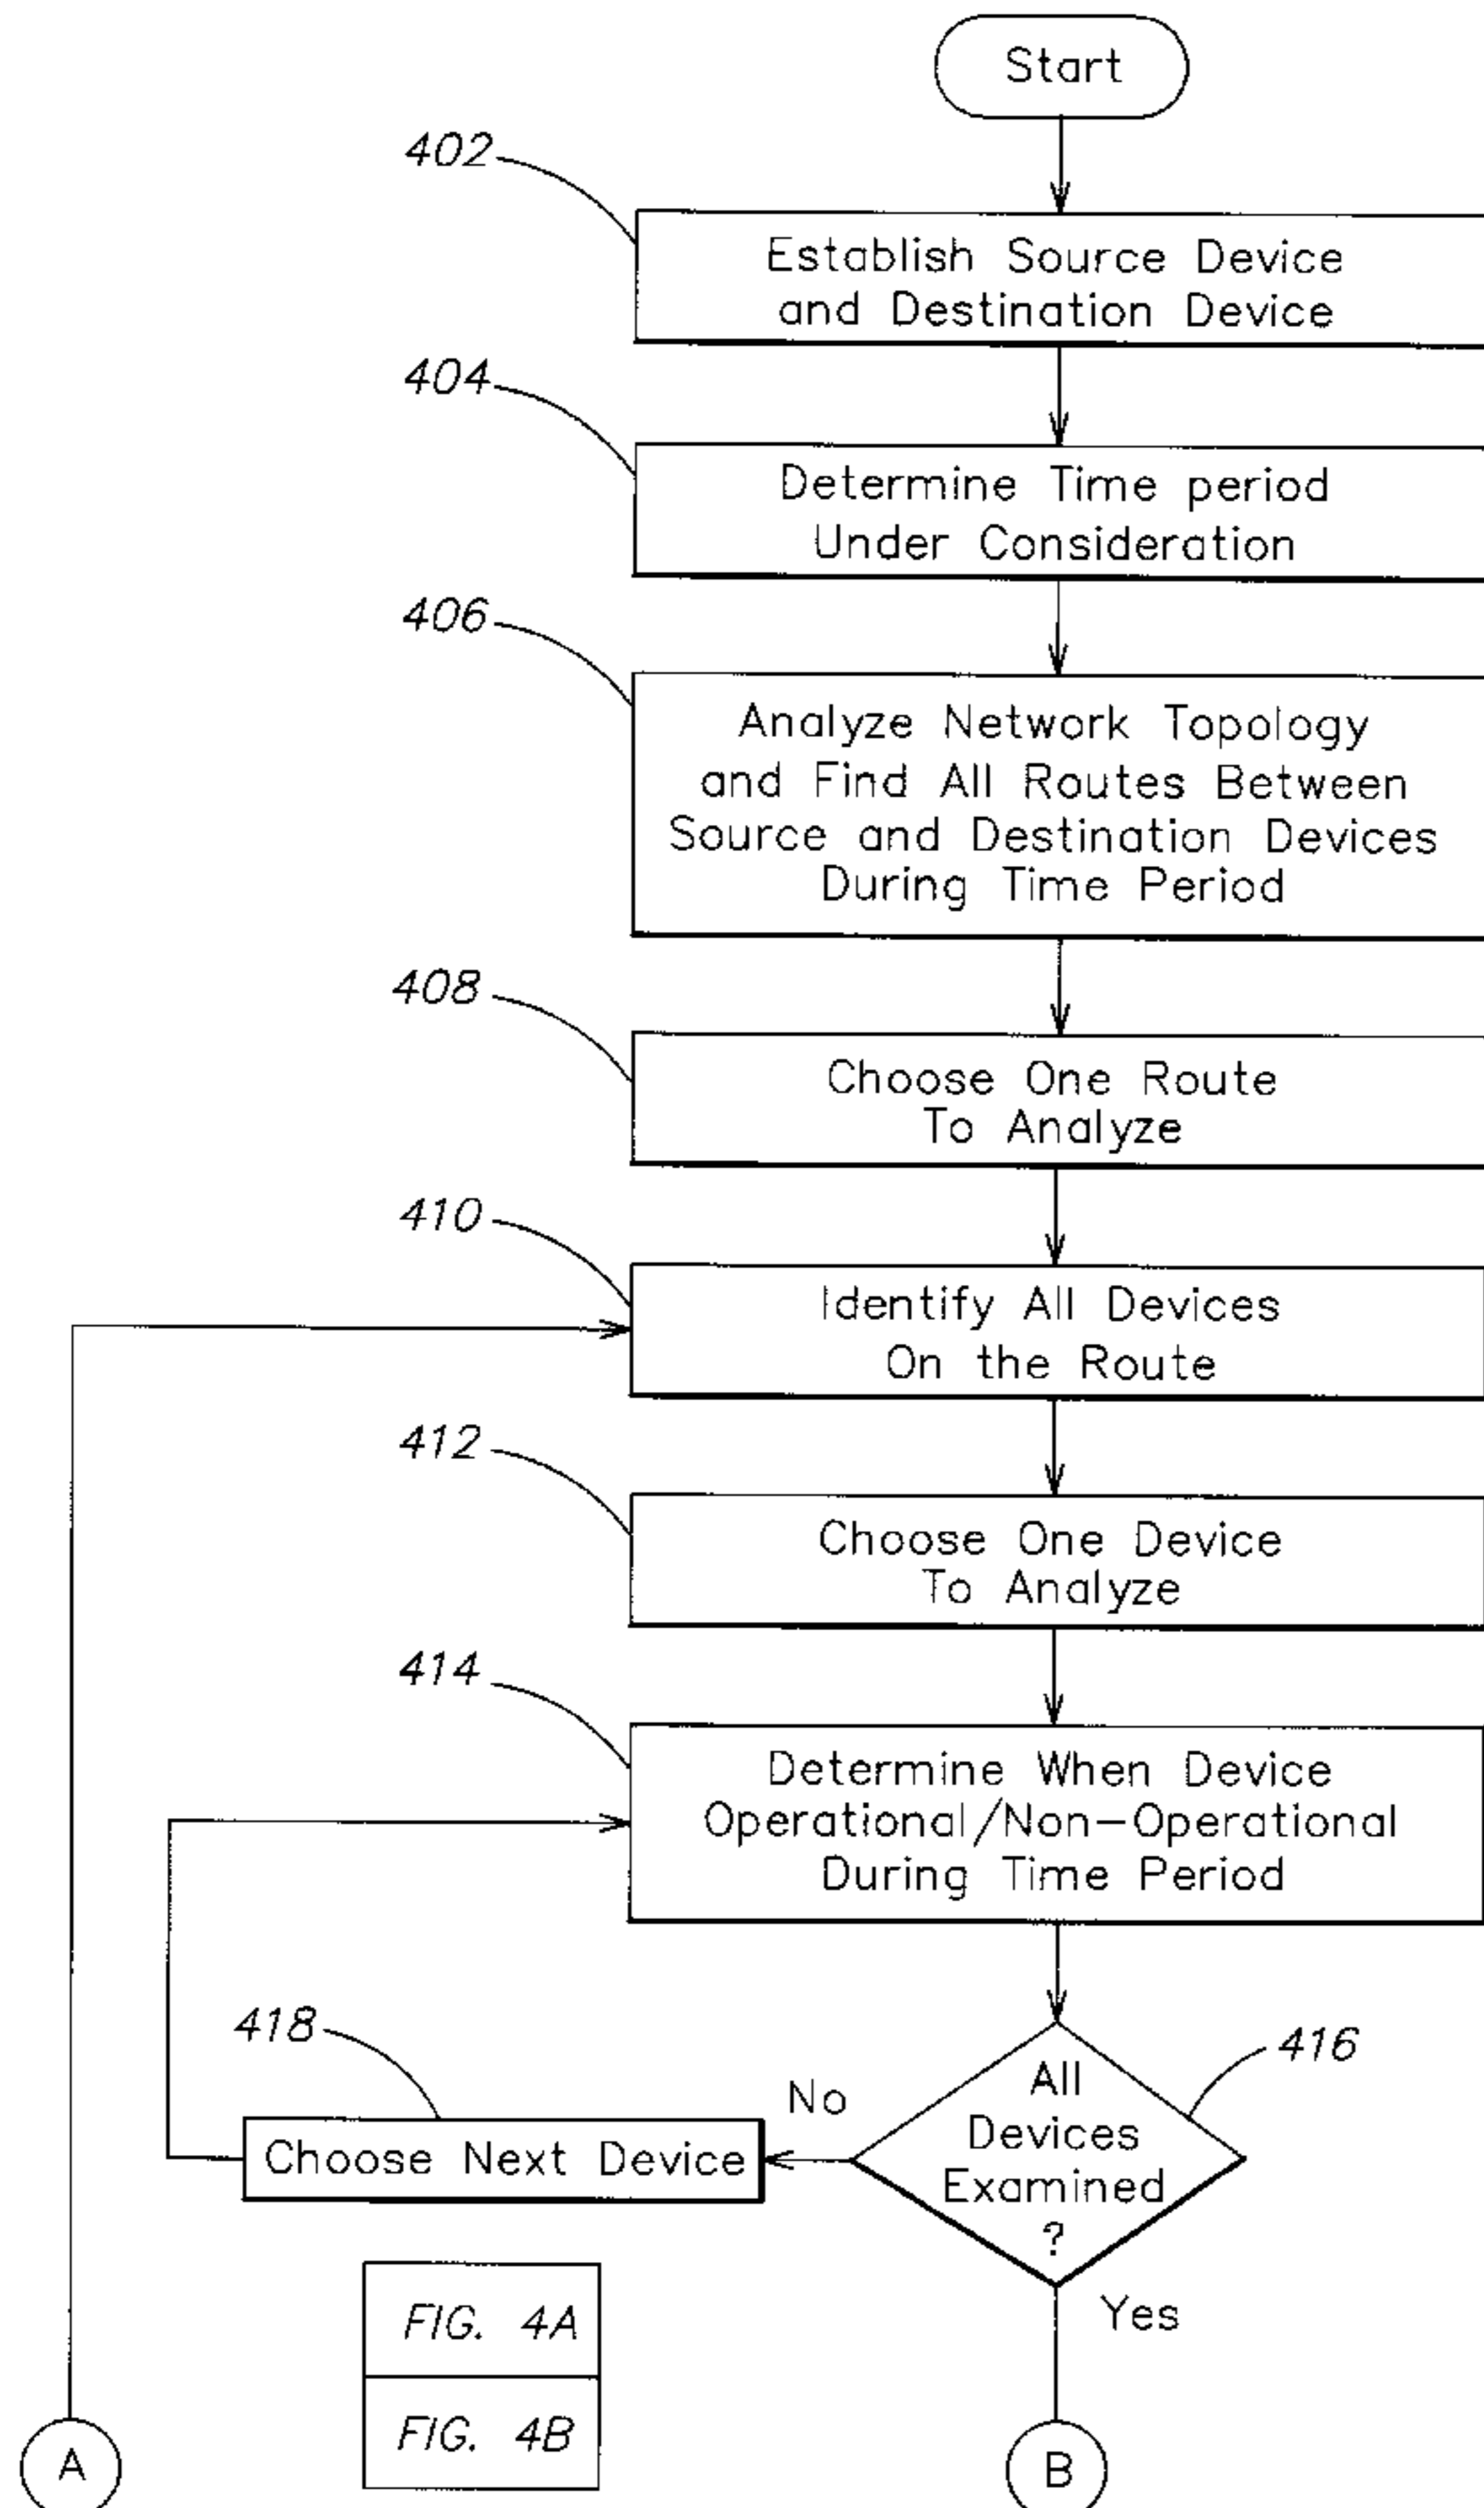 Start
402
Establish Source Device
and Destination Device
404
Determine Time period
Under Consideration
406
Analyze Network Topology
and Find All Routes Between
Source and Destination Devices
During Time Period
408
Choose One Route
To Analyze
410
Identify All Devices
On the Route
412
Choose One Device
To Analyze
414
Determine When Device
Operational/Non-Operational
During Time Period
418
416
No
All
Devices
Examined
?
Choose Next Device
Yes
FIG. 4A
FIG. 4B
A
B